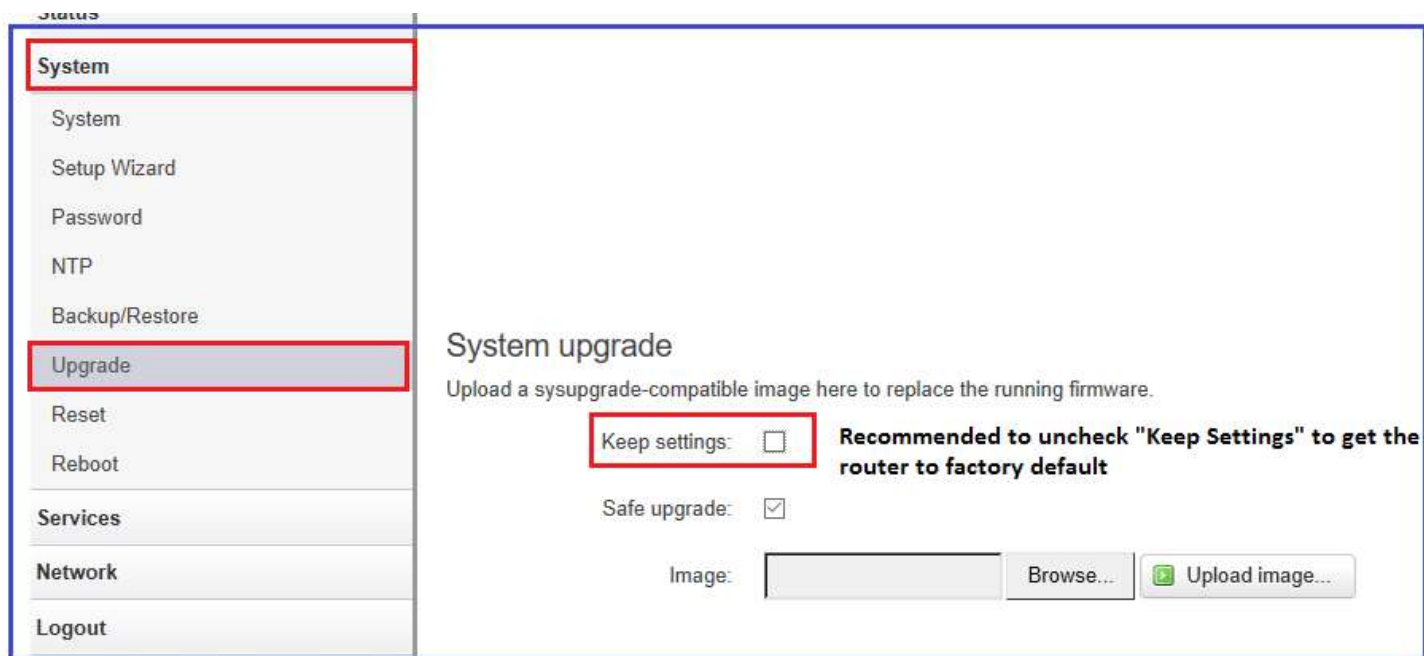 Status
System
System
Setup Wizard
Password
NTP
Backup/Restore
Upgrade
Reset
Reboot
Services
Network
Logout
System upgrade
Upload a sysupgrade-compatible image here to replace the running firmware.
Keep settings:
Recommended to uncheck "Keep Settings" to get the
router to factory default
Safe upgrade:
Image:
Browse...
Upload image...